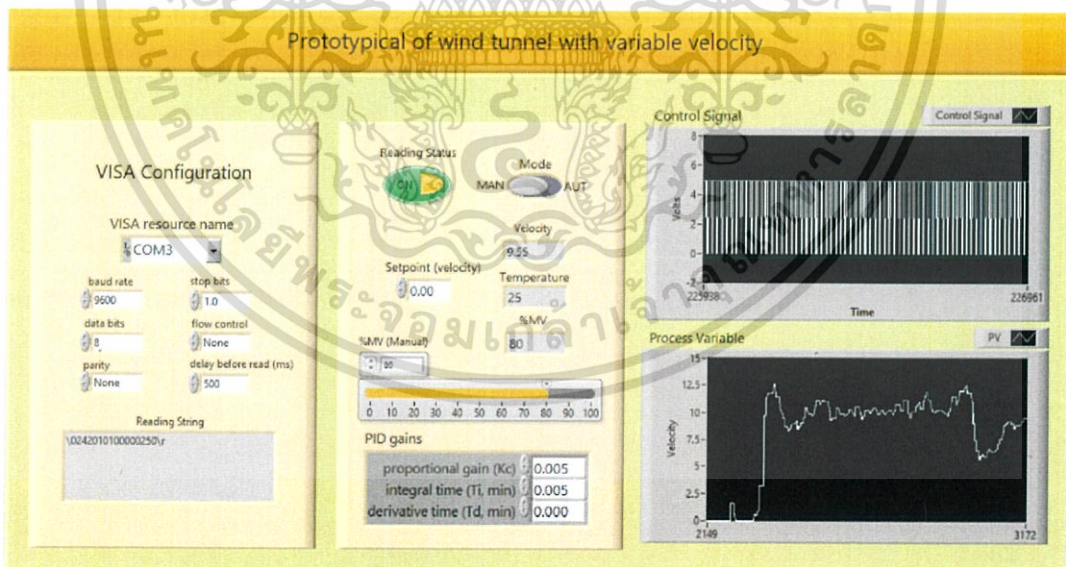 Prototypical of wind tunnel with variable velocity
VISA Configuration
VISA resource name
COM3
baud rate
stop bits
9600
1.0
data bits
flow control
8
None
parity
delay before read (ms)
None
500
Reading String
\0242010100000250\r
Reading Status
ON
Mode
MAN
AUT
Velocity
9.55
Setpoint (velocity)
0.00
Temperature
25
%MV
80
%MV (Manual)
80
0 10 20 30 40 50 60 70 80 90 100
PID gains
proportional gain (Kc) 0.005
integral time (Ti, min) 0.005
derivative time (Td, min) 0.000
Control Signal
Control Signal
Volts
8
6
4
2
0
-2
225938
226961
Time
Process Variable
PV
Velocity
15
12.5
10
7.5
5
2.5
0
2149
3172